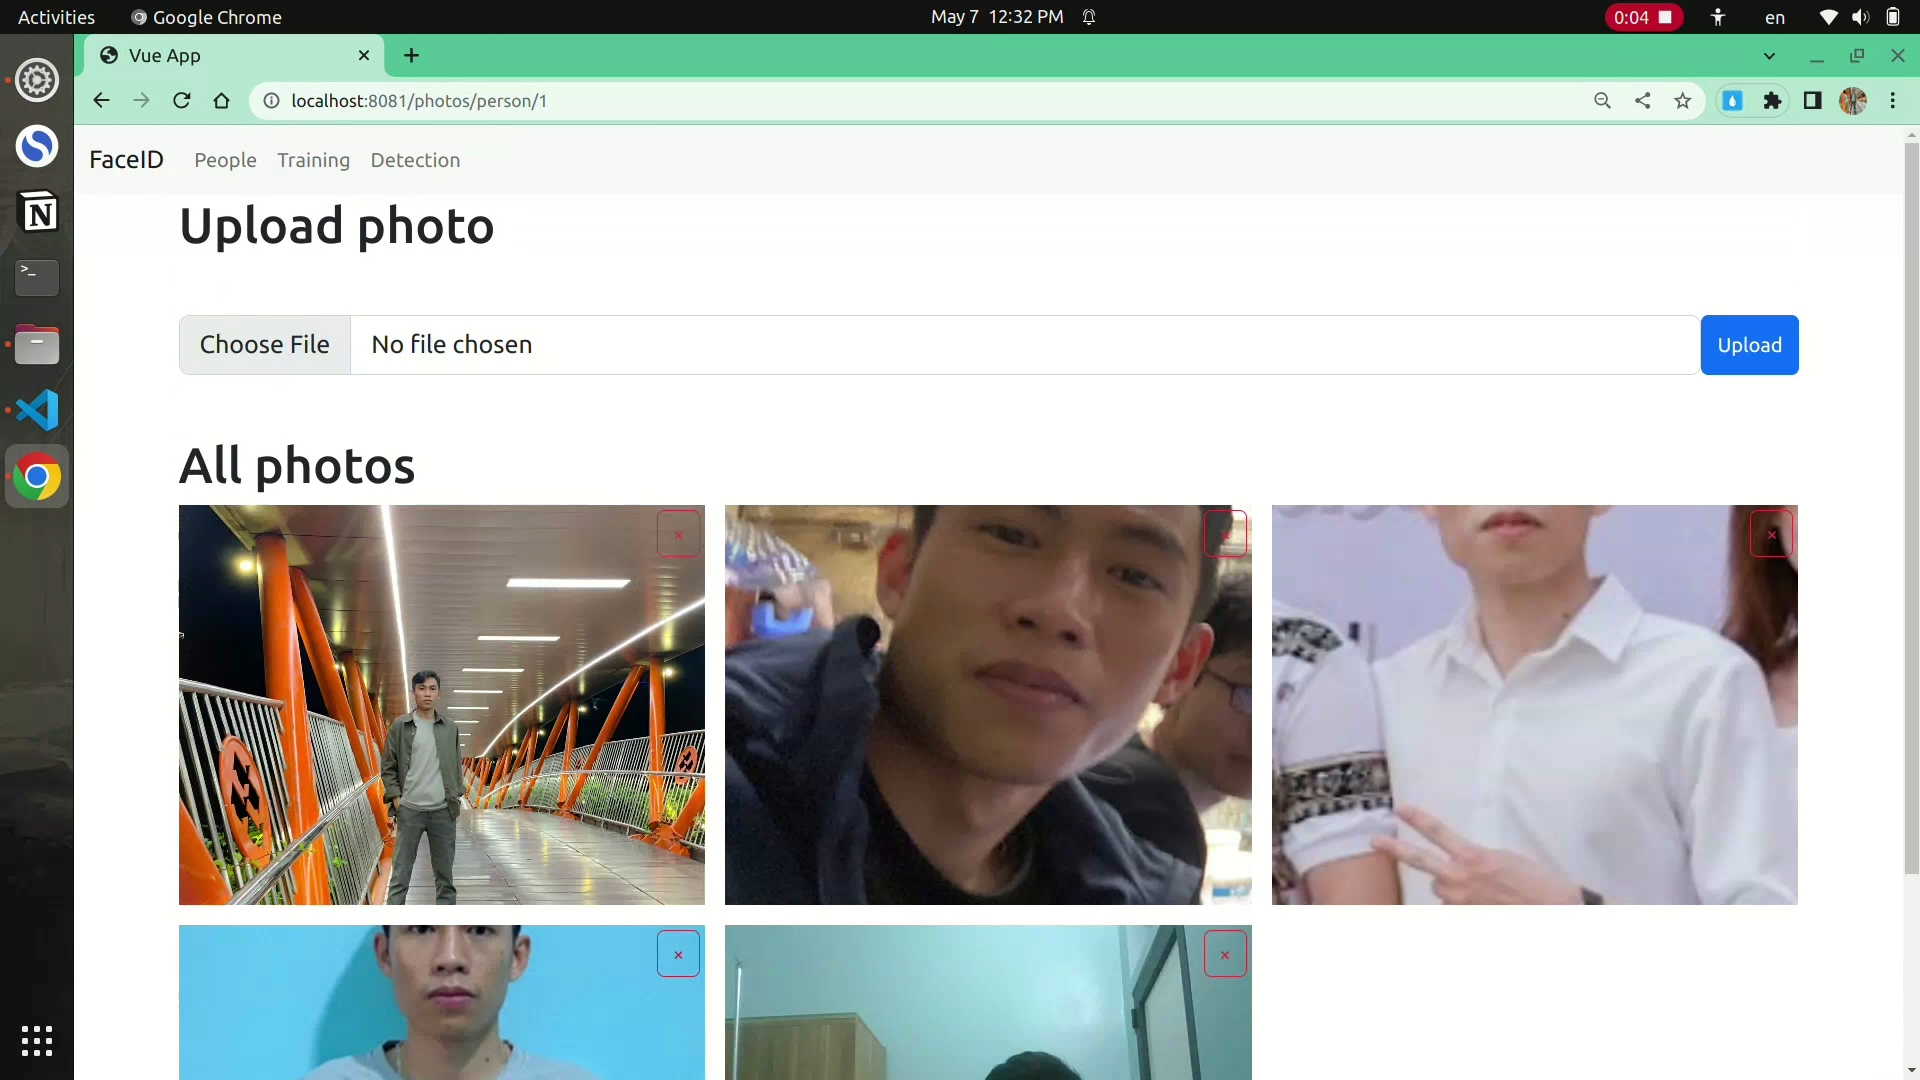 Activities Google Chrome May 7 12:32 PM 0:04 en
Vue App
localhost:8081/photos/person/1
FaceID People Training Detection
Upload photo
Choose File No file chosen Upload
All photos